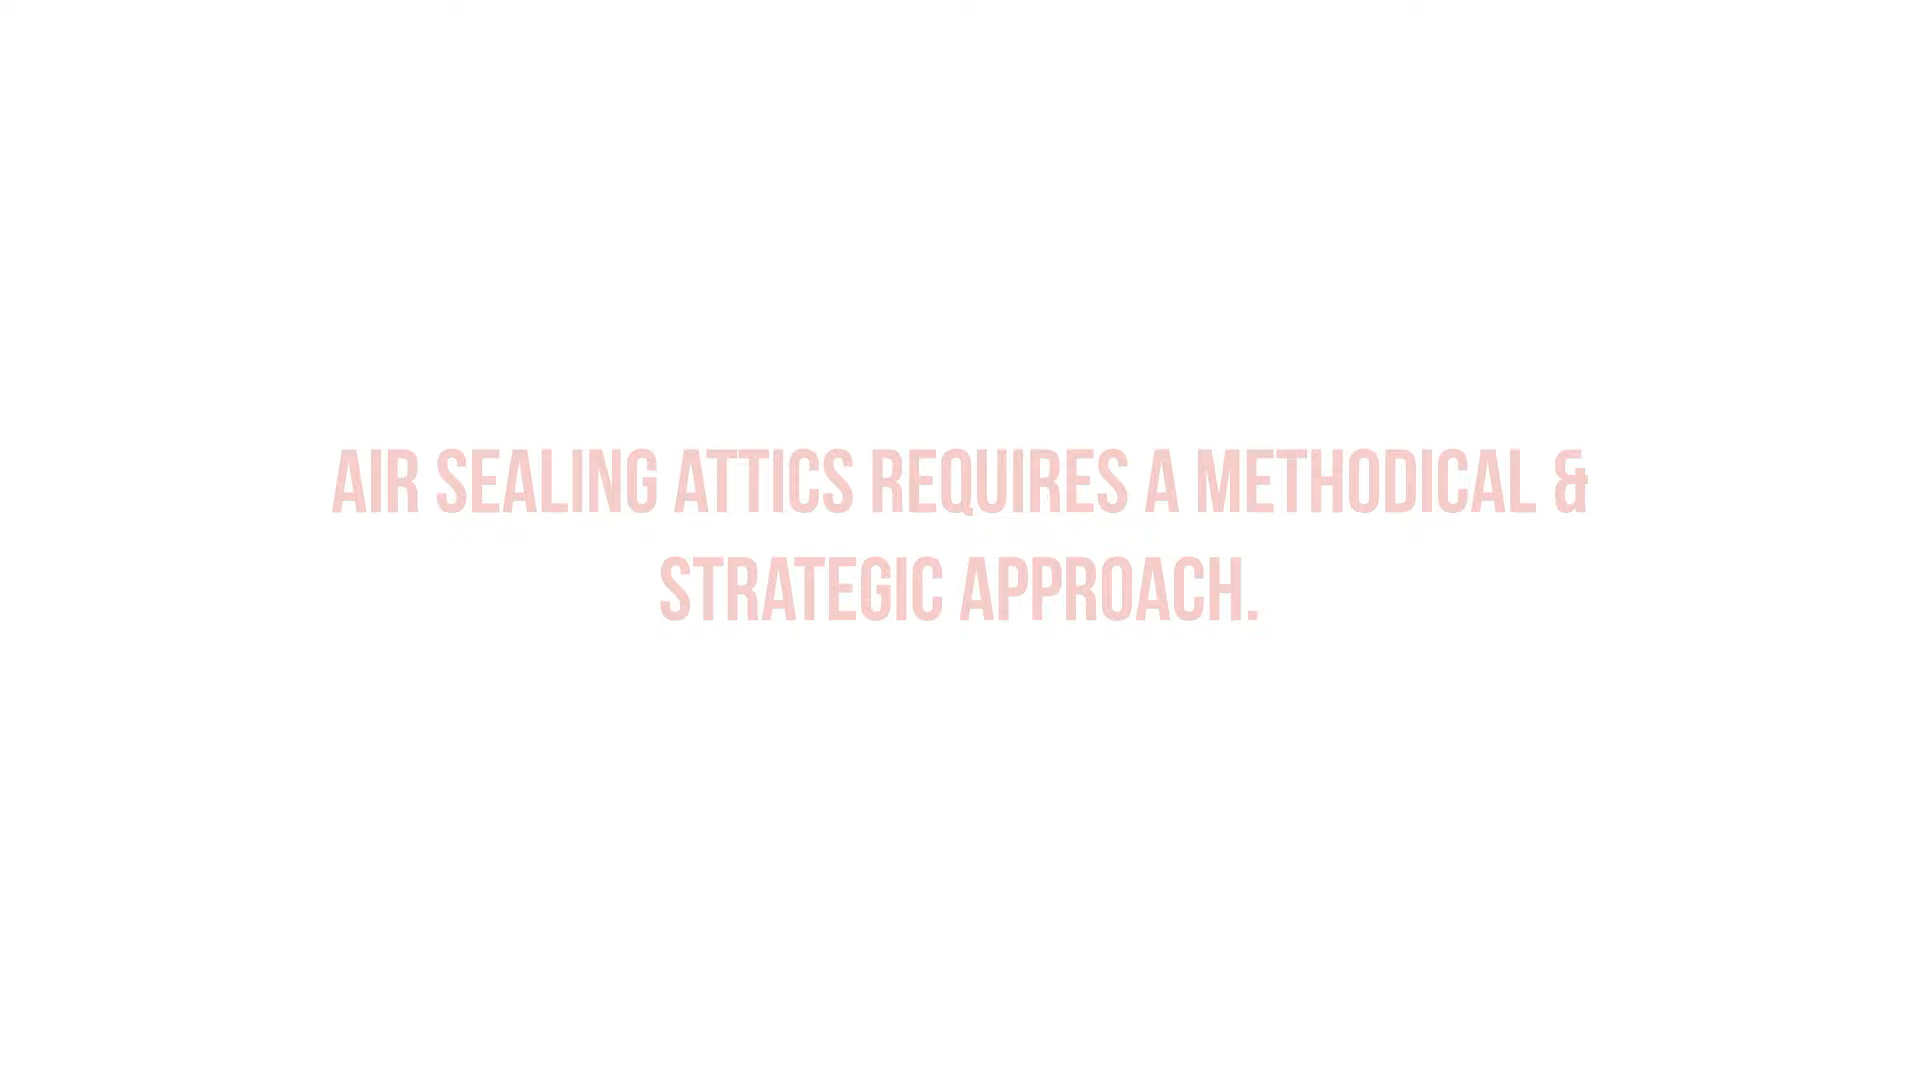 AIR SEALING ATTICS REQUIRES A METHODICAL &
STRATEGIC APPROACH.